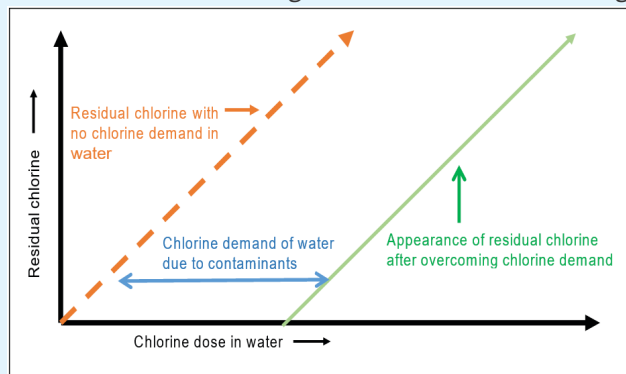 Residual chlorine with
no chlorine demand in
water
Residual chlorine
Chlorine demand of water
due to contaminants
Appearance of residual chlorine
after overcoming chlorine demand
Chlorine dose in water